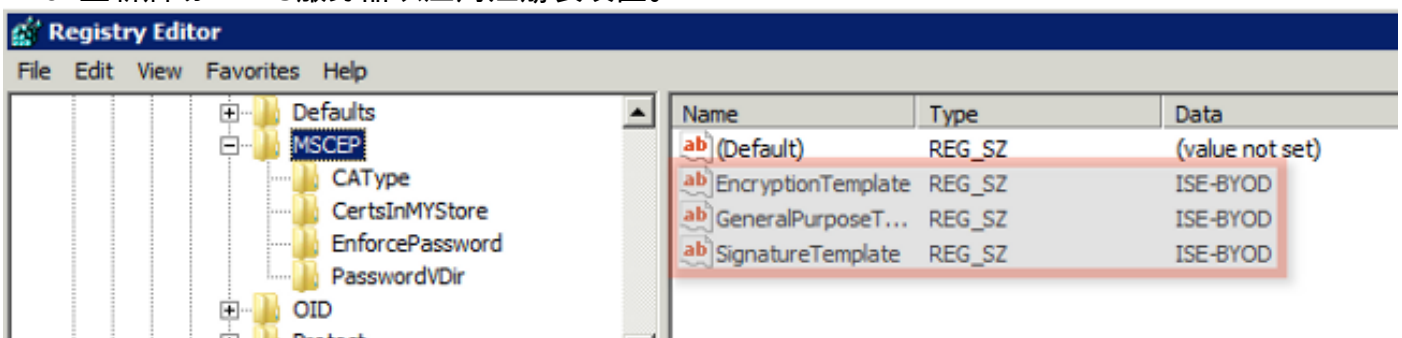 Registry Editor
File Edit View Favorites Help
Defaults
MSCEP
CAType
CertsInMYStore
EnforcePassword
PasswordVDir
OID
Name Type Data
(Default) REG_SZ (value not set)
EncryptionTemplate REG_SZ ISE-BYOD
GeneralPurposeT... REG_SZ ISE-BYOD
SignatureTemplate REG_SZ ISE-BYOD